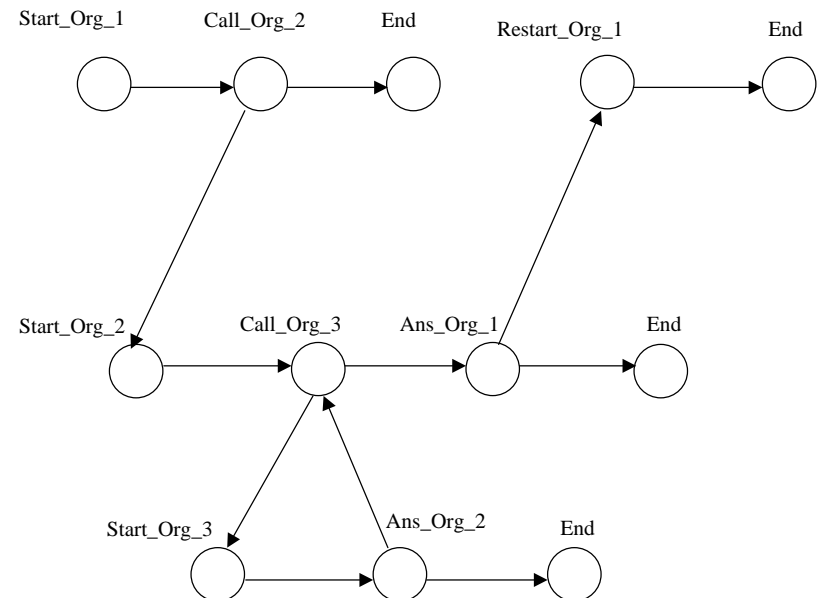 Start_Org_1
Call_Org_2
End
Restart_Org_1
End
Start_Org_2
Call_Org_3
Ans_Org_1
End
Start_Org_3
Ans_Org_2
End